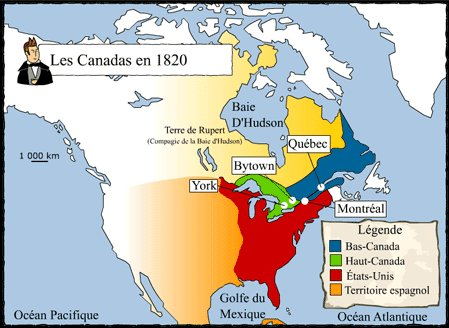 Les Canadas en 1820
Baie
D'Hudson
Terre de Rupert
(Compagie de la Baie d'Hudson)
Québec
1 000 km
Bytown
York
Montréal
Légende
Bas-Canada
Haut-Canada
États-Unis
Territoire espagnol
Golfe du
Mexique
Océan Pacifique
Océan Atlantique